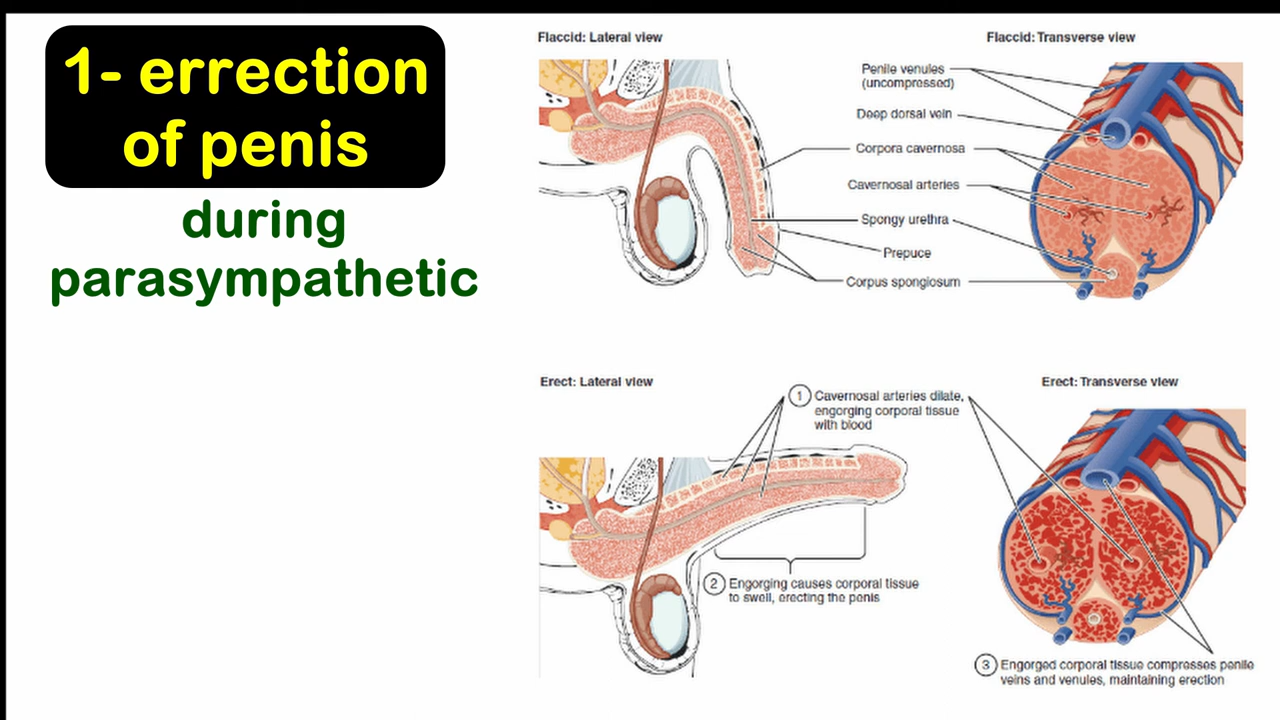 1- errection
of penis
during
parasympathetic
Flaccid: Lateral view
Flaccid: Transverse view
Penile venules
(uncompressed)
Deep dorsal vein
Corpora cavernosa
Cavernosal arteries
Spongy urethra
Prepuce
Corpus spongiosum
Erect: Lateral view
Erect: Transverse view
1 Cavernosal arteries dilate,
engorging corporal tissue
with blood
2 Engorging causes corporal tissue
to swell, erecting the penis
3 Engorged corporal tissue compresses penile
veins and venules, maintaining erection